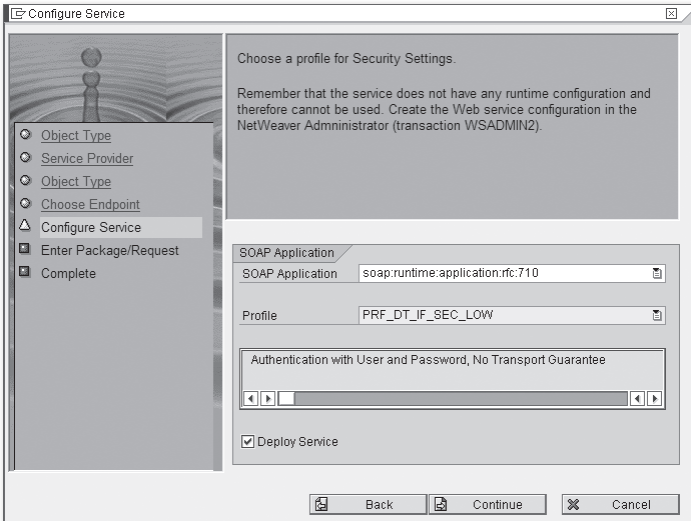 Configure Service
Choose a profile for Security Settings.
Remember that the service does not have any runtime configuration and
therefore cannot be used. Create the Web service configuration in the
NetWeaver Admninistrator (transaction WSADMIN2).
Object Type
Service Provider
Object Type
Choose Endpoint
Configure Service
Enter Package/Request
Complete
SOAP Application
SOAP Application soap:runtime:application:rfc:710
Profile PRF_DT_IF_SEC_LOW
Authentication with User and Password, No Transport Guarantee
Deploy Service
Back Continue Cancel